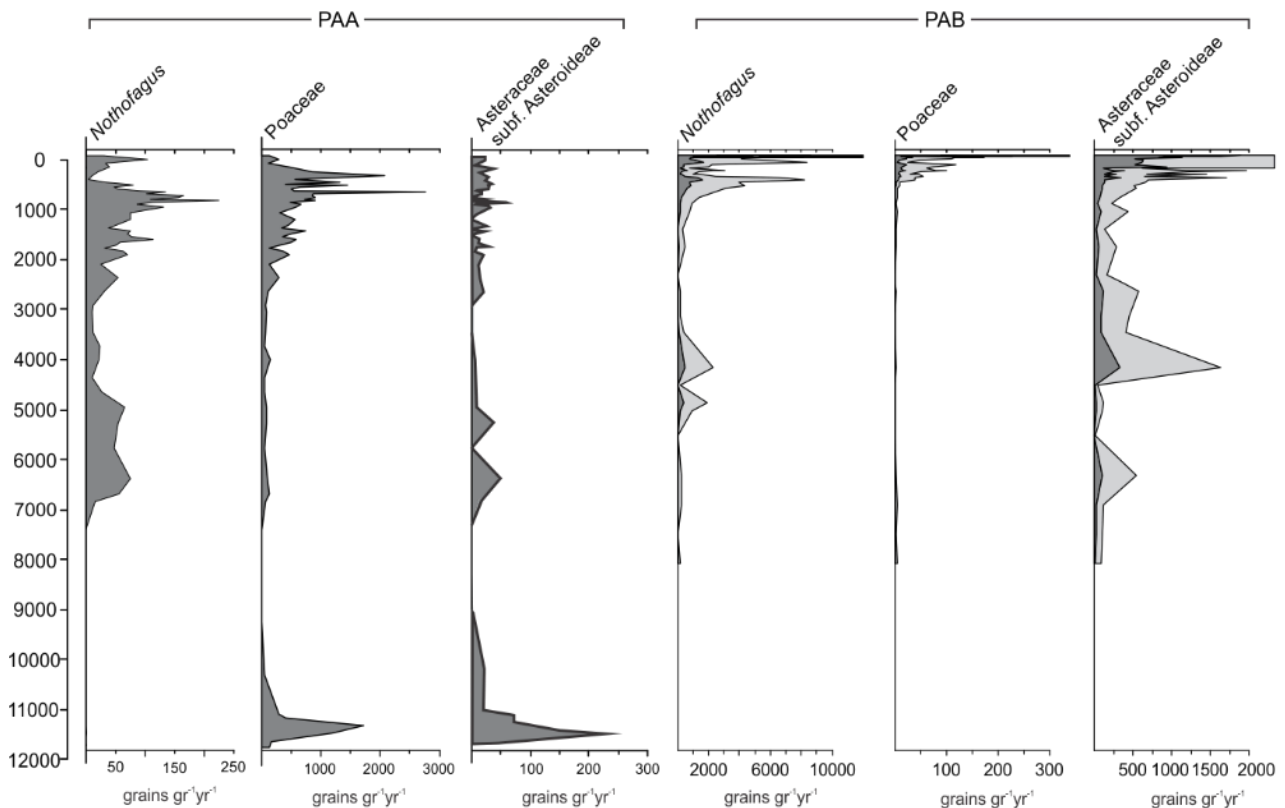 PAA
PAB
Nothofagus
Poaceae
Asteraceae
subf. Asteroideae
Nothofagus
Poaceae
Asteraceae
subf. Asteroideae
0
1000
2000
3000
4000
5000
6000
7000
8000
9000
10000
11000
12000
50 150 250
1000 2000 3000
100 200 300
2000 6000 10000
100 200 300
500 1000 1500 2000
grains gr⁻¹yr⁻¹
grains gr⁻¹yr⁻¹
grains gr⁻¹yr⁻¹
grains gr⁻¹yr⁻¹
grains gr⁻¹yr⁻¹
grains gr⁻¹yr⁻¹